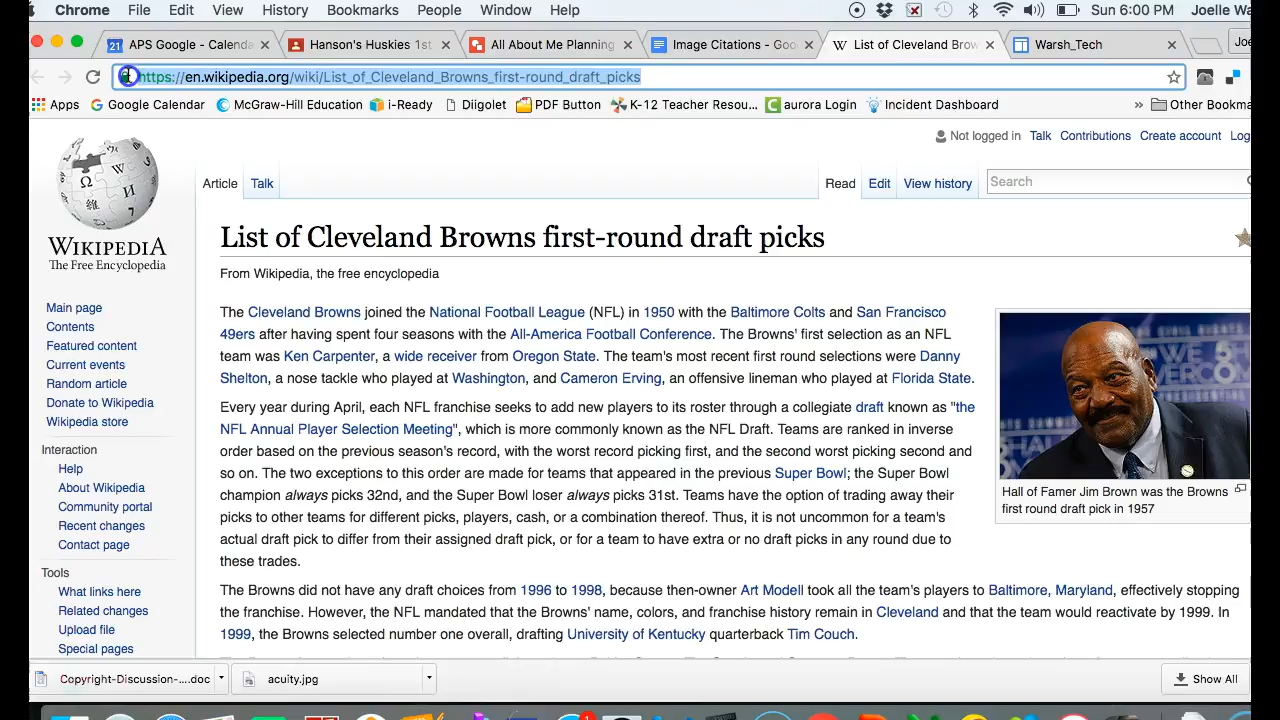 Chrome File Edit View History Bookmarks People Window Help Sun 6:00 PM Joelle Wa
APS Google - Calenda
Hanson's Huskies 1st
All About the Planning
Image Citations - Goo
List of Cleveland Brow
Warsh_Tech
Joe
https://en.wikipedia.org/wiki/List_of_Cleveland_Browns_first-round_draft_picks
Apps Google Calendar McGraw-Hill Education i-Ready Diigolet PDF Button K-12 Teacher Resou... aurora Login Incident Dashboard » Other Bookma
Not logged in Talk Contributions Create account Log
Article Talk Read Edit View history Search
WIKIPEDIA
The Free Encyclopedia
Main page
Contents
Featured content
Current events
Random article
Donate to Wikipedia
Wikipedia store
Interaction
Help
About Wikipedia
Community portal
Recent changes
Contact page
Tools
What links here
Related changes
Upload file
Special pages
List of Cleveland Browns first-round draft picks
From Wikipedia, the free encyclopedia
The Cleveland Browns joined the National Football League (NFL) in 1950 with the Baltimore Colts and San Francisco
49ers after having spent four seasons with the All-America Football Conference. The Browns' first selection as an NFL
team was Ken Carpenter, a wide receiver from Oregon State. The team's most recent first round selections were Danny
Shelton, a nose tackle who played at Washington, and Cameron Erving, an offensive lineman who played at Florida State.
Every year during April, each NFL franchise seeks to add new players to its roster through a collegiate draft known as "the
NFL Annual Player Selection Meeting", which is more commonly known as the NFL Draft. Teams are ranked in inverse
order based on the previous season's record, with the worst record picking first, and the second worst picking second and
so on. The two exceptions to this order are made for teams that appeared in the previous Super Bowl; the Super Bowl
champion always picks 32nd, and the Super Bowl loser always picks 31st. Teams have the option of trading away their
picks to other teams for different picks, players, cash, or a combination thereof. Thus, it is not uncommon for a team's
actual draft pick to differ from their assigned draft pick, or for a team to have extra or no draft picks in any round due to
these trades.
Hall of Famer Jim Brown was the Browns
first round draft pick in 1957
The Browns did not have any draft choices from 1996 to 1998, because then-owner Art Modell took all the team's players to Baltimore, Maryland, effectively stopping
the franchise. However, the NFL mandated that the Browns' name, colors, and franchise history remain in Cleveland and that the team would reactivate by 1999. In
1999, the Browns selected number one overall, drafting University of Kentucky quarterback Tim Couch.
Copyright-Discussion-....doc
acuity.jpg
Show All